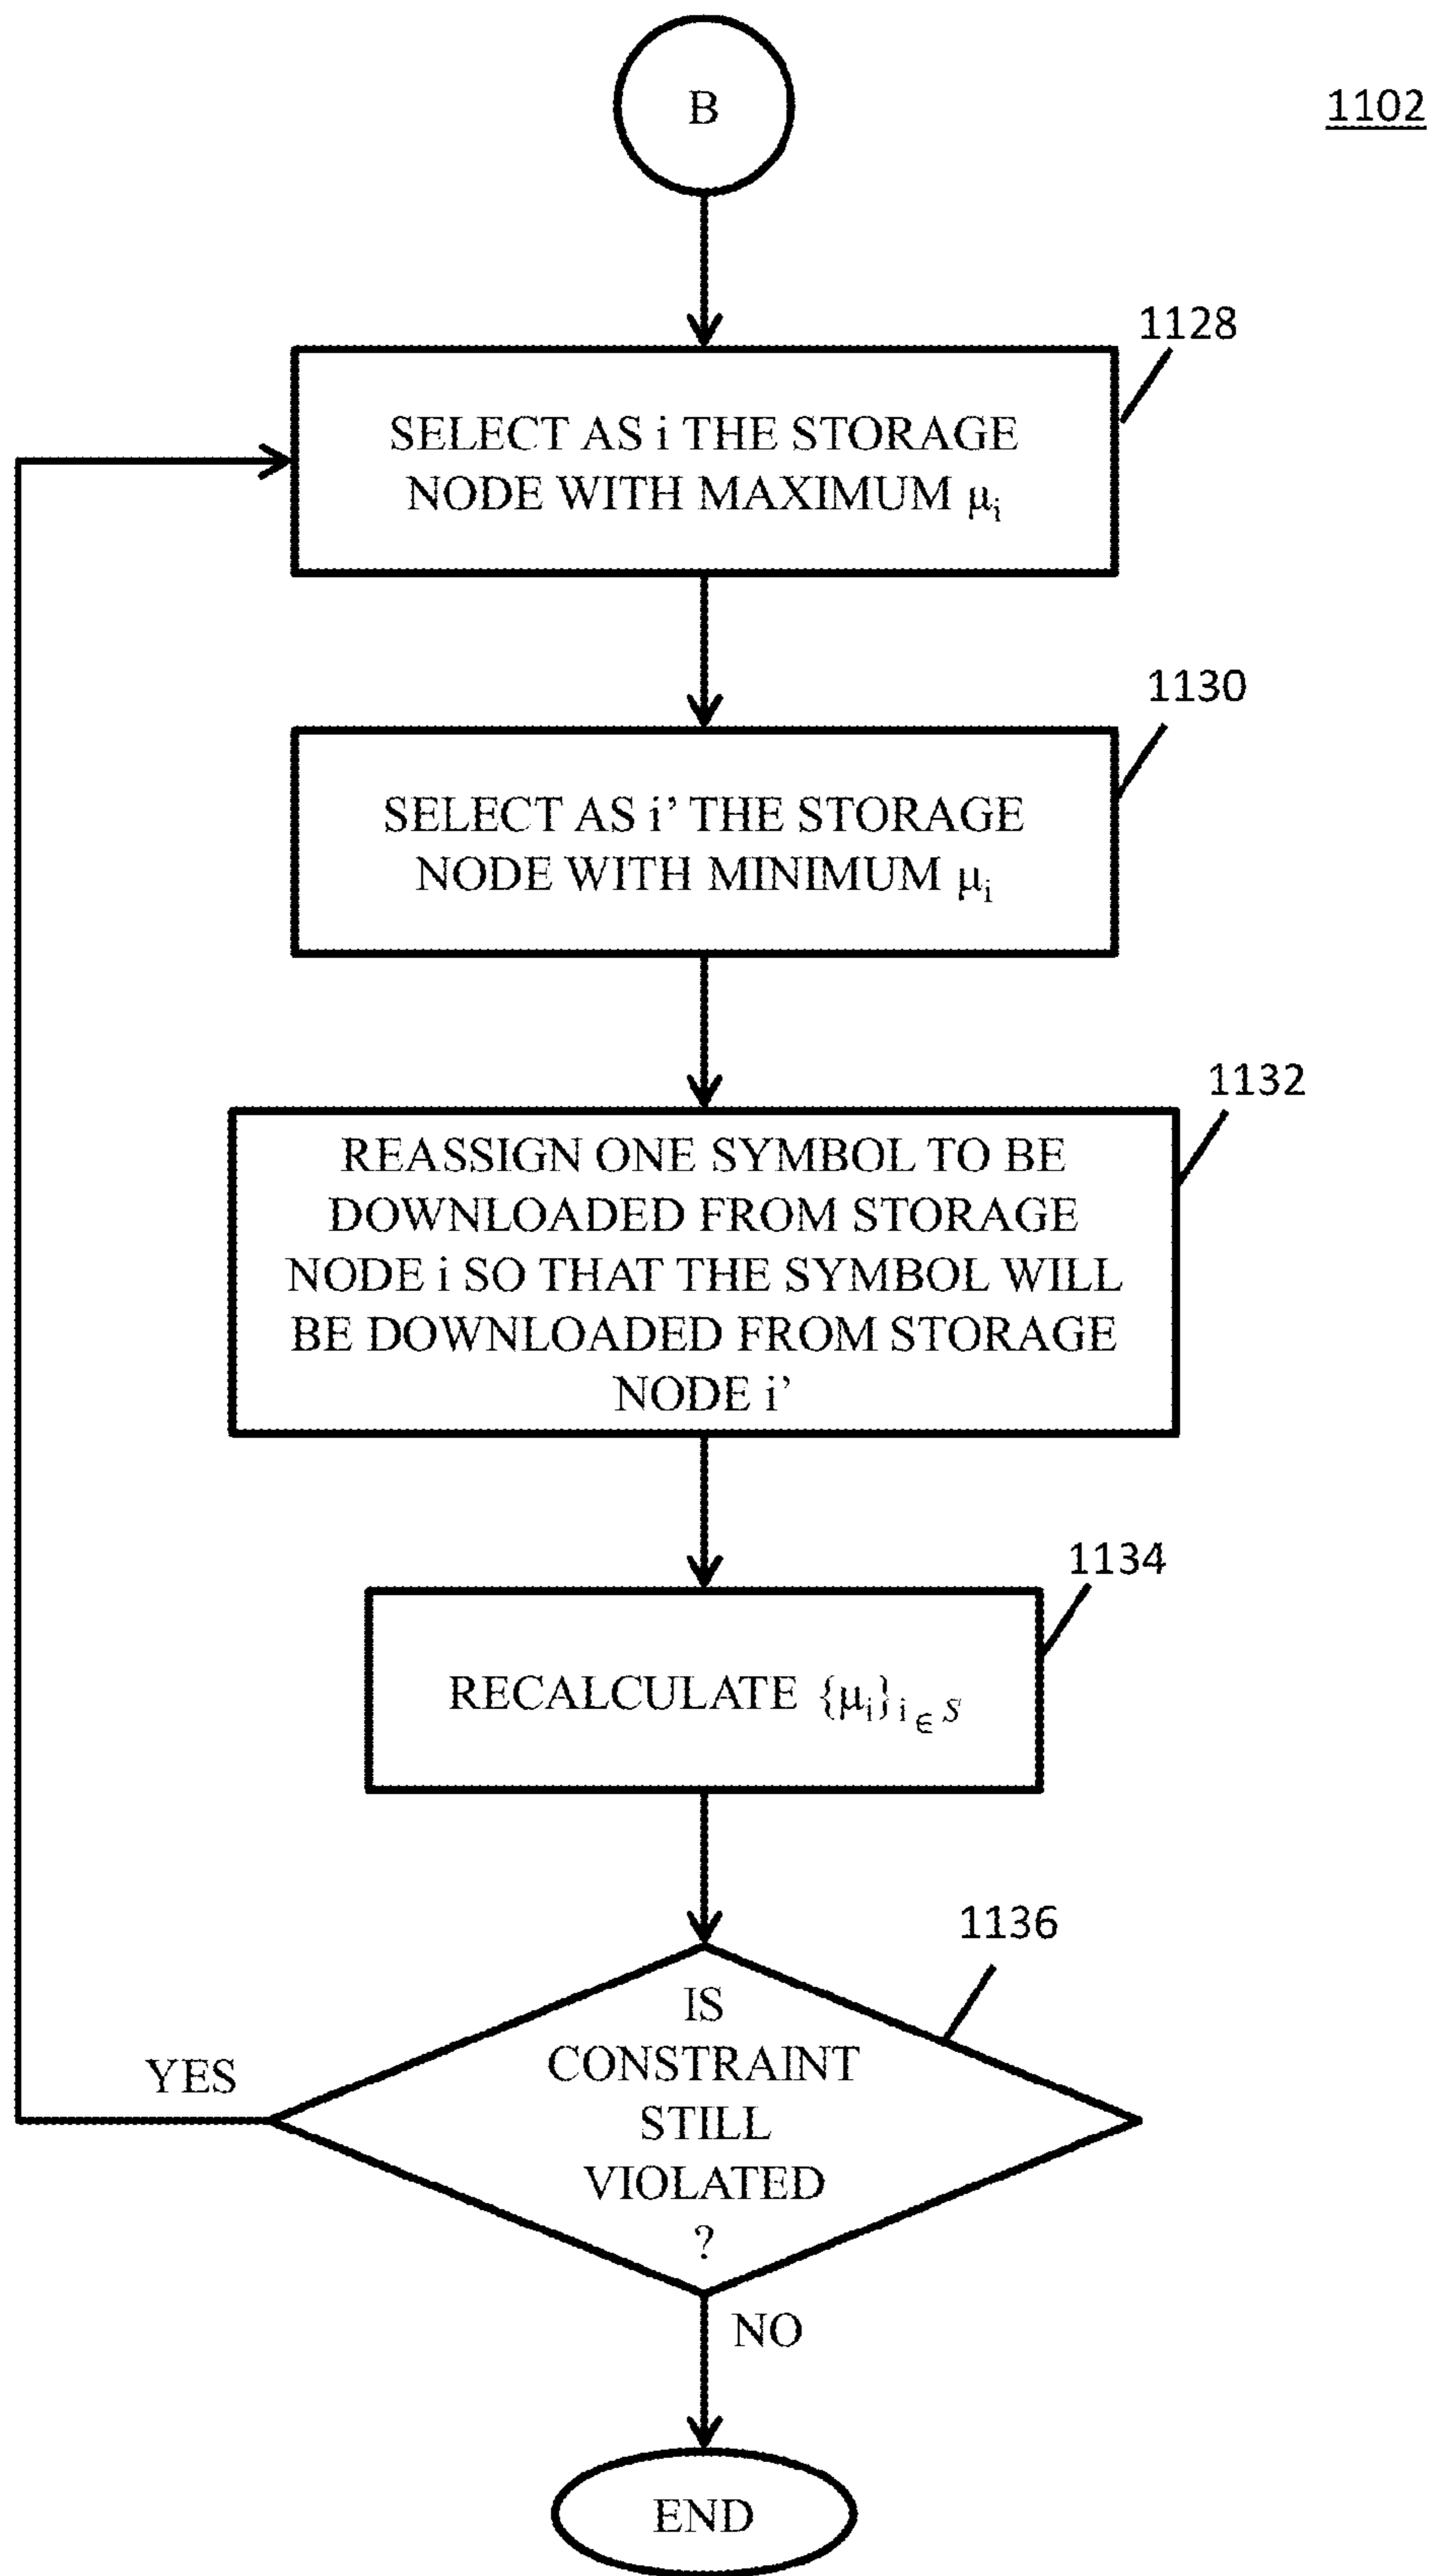 B
1102
1128
SELECT AS i THE STORAGE
NODE WITH MAXIMUM μi
1130
SELECT AS i’ THE STORAGE
NODE WITH MINIMUM μi
1132
REASSIGN ONE SYMBOL TO BE
DOWNLOADED FROM STORAGE
NODE i SO THAT THE SYMBOL WILL
BE DOWNLOADED FROM STORAGE
NODE i’
1134
RECALCULATE {μi}i ∈ S
1136
IS
CONSTRAINT
STILL
VIOLATED
?
YES
NO
END